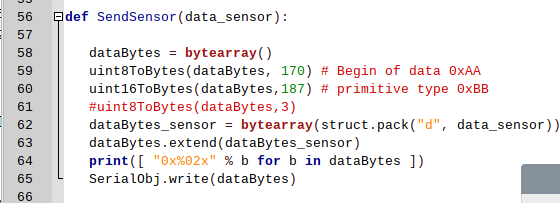 56 def SendSensor(data_sensor):
57
58 dataBytes = bytearray()
59 uint8ToBytes(dataBytes, 170) # Begin of data 0xAA
60 uint16ToBytes(dataBytes,187) # primitive type 0xBB
61 #uint8ToBytes(dataBytes,3)
62 dataBytes_sensor = bytearray(struct.pack("d", data_sensor))
63 dataBytes.extend(dataBytes_sensor)
64 print([ "0x%02x" % b for b in dataBytes ])
65 SerialObj.write(dataBytes)
66